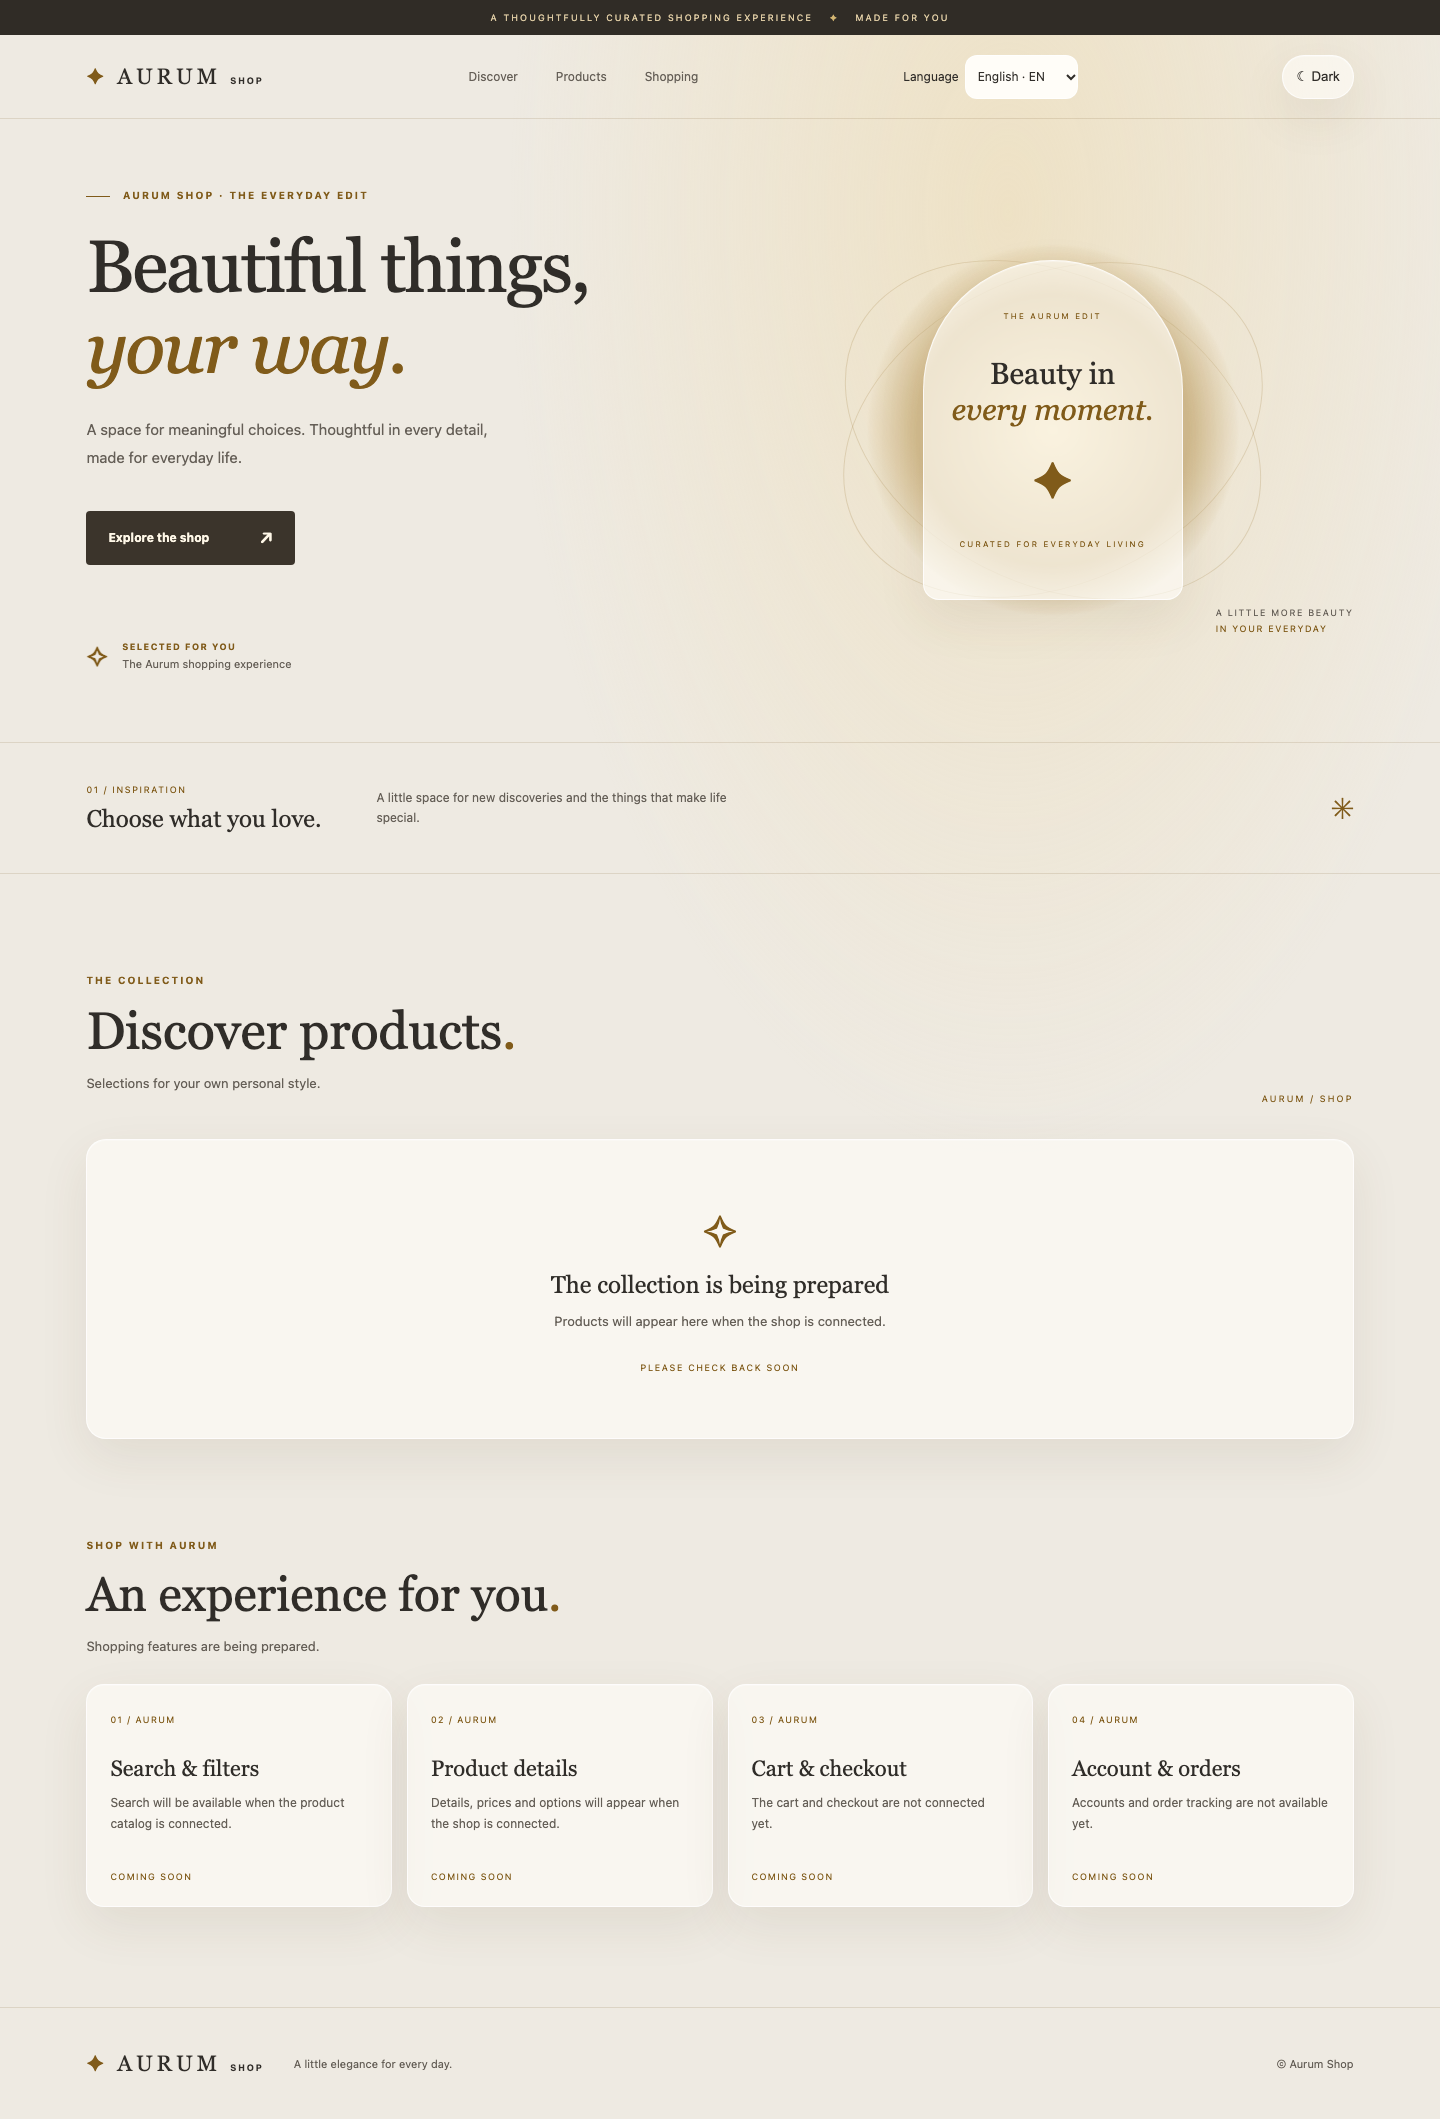 A THOUGHTFULLY CURATED SHOPPING EXPERIENCE ✦ MADE FOR YOU
AURUM SHOP
Discover Products Shopping
Language English · EN
☾ Dark
AURUM SHOP · THE EVERYDAY EDIT
Beautiful things,
your way.
A space for meaningful choices. Thoughtful in every detail,
made for everyday life.
Explore the shop
SELECTED FOR YOU
The Aurum shopping experience
THE AURUM EDIT
Beauty in
every moment.
CURATED FOR EVERYDAY LIVING
A LITTLE MORE BEAUTY
IN YOUR EVERYDAY
01 / INSPIRATION
Choose what you love.
A little space for new discoveries and the things that make life
special.
THE COLLECTION
Discover products.
Selections for your own personal style.
AURUM / SHOP
The collection is being prepared
Products will appear here when the shop is connected.
PLEASE CHECK BACK SOON
SHOP WITH AURUM
An experience for you.
Shopping features are being prepared.
01 / AURUM
Search & filters
Search will be available when the product
catalog is connected.
COMING SOON
02 / AURUM
Product details
Details, prices and options will appear when
the shop is connected.
COMING SOON
03 / AURUM
Cart & checkout
The cart and checkout are not connected
yet.
COMING SOON
04 / AURUM
Account & orders
Accounts and order tracking are not available
yet.
COMING SOON
AURUM SHOP
A little elegance for every day.
© Aurum Shop